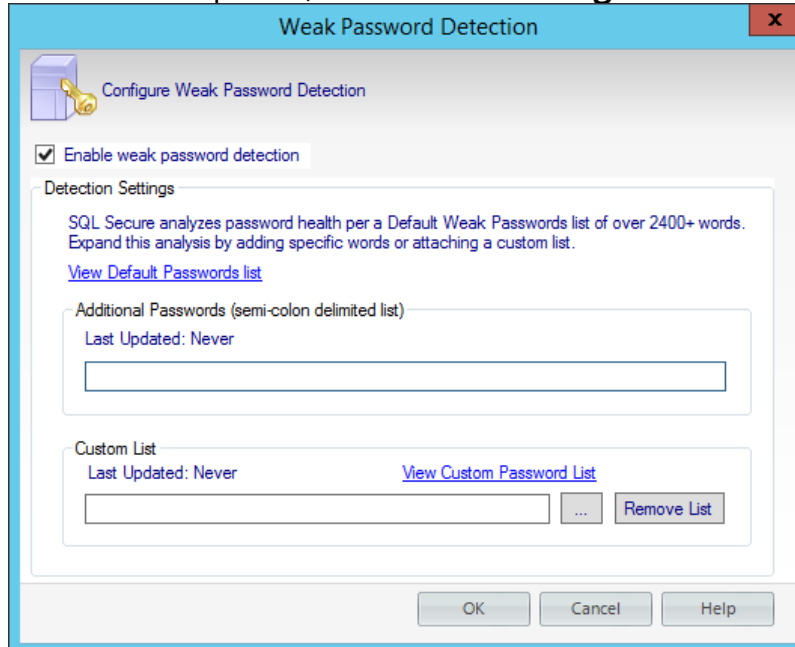 Weak Password Detection
x
Configure Weak Password Detection
Enable weak password detection
Detection Settings
SQL Secure analyzes password health per a Default Weak Passwords list of over 2400+ words.
Expand this analysis by adding specific words or attaching a custom list.
View Default Passwords list
Additional Passwords (semi-colon delimited list)
Last Updated: Never
Custom List
Last Updated: Never View Custom Password List
... Remove List
OK Cancel Help